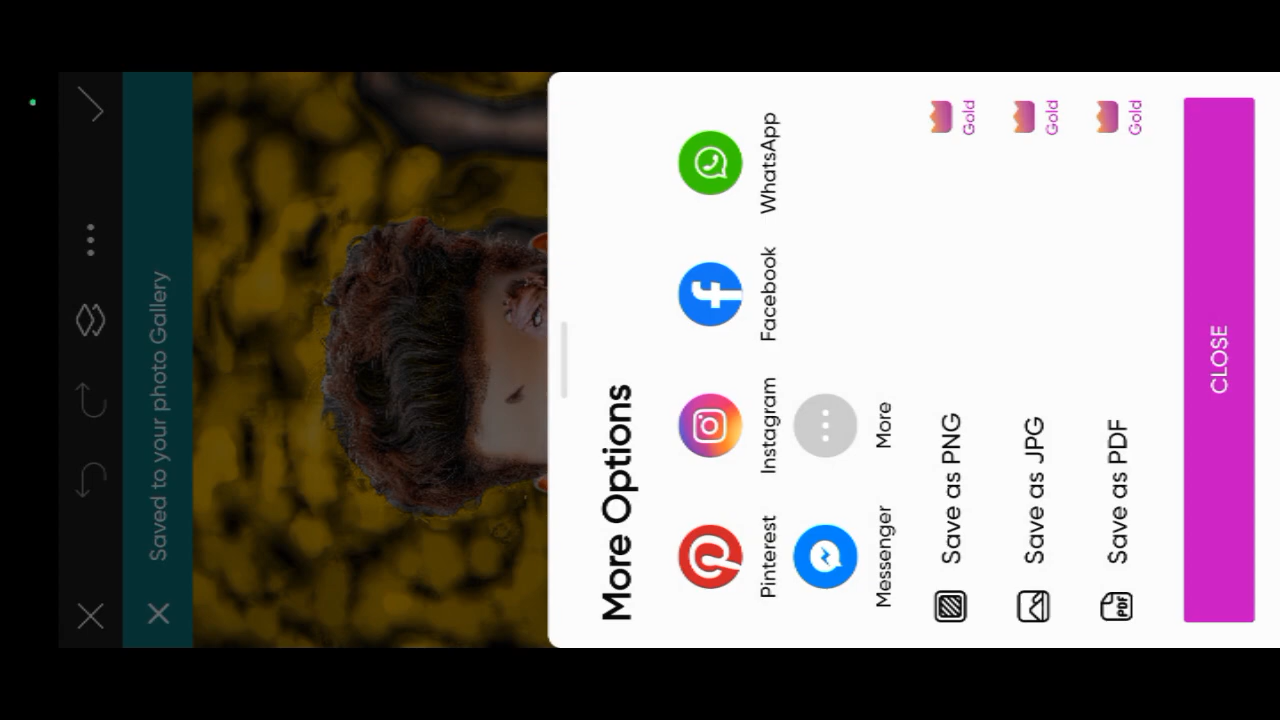 Saved to your photo Gallery
More Options
Pinterest
Instagram
Facebook
WhatsApp
Messenger
More
Save as PNG
Gold
Save as JPG
Gold
PDF
Save as PDF
Gold
CLOSE